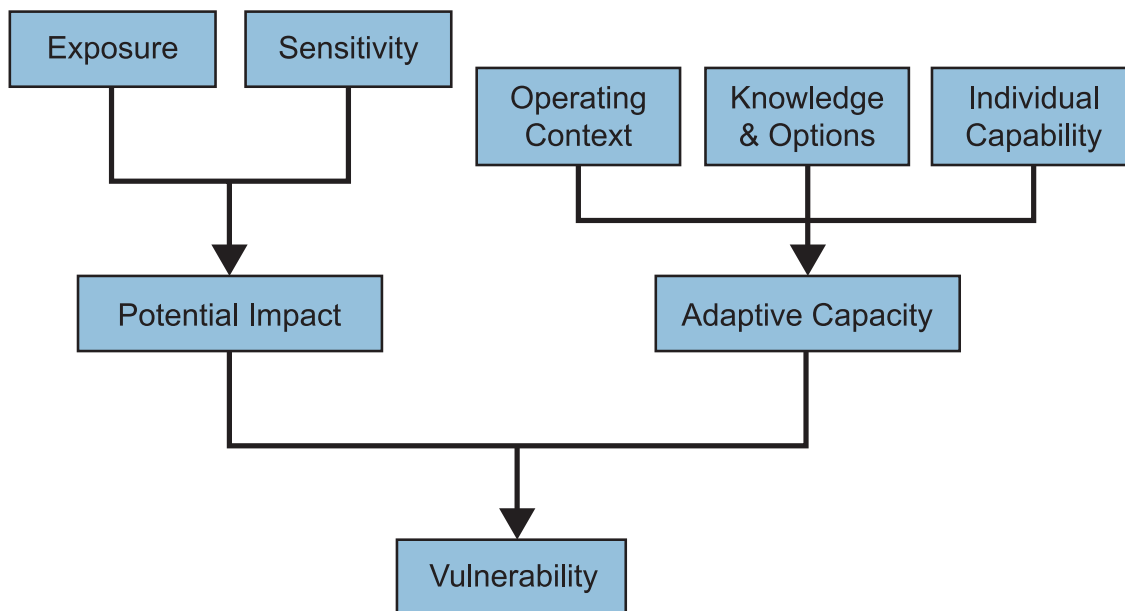 Exposure
Sensitivity
Operating
Context
Knowledge
& Options
Individual
Capability
Potential Impact
Adaptive Capacity
Vulnerability